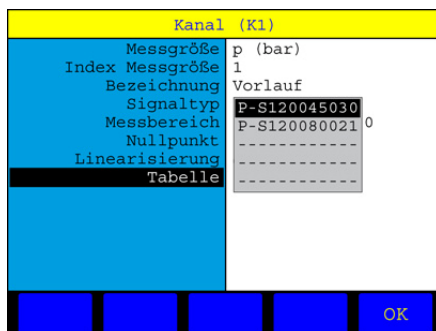 Kanal (K1)
Messgröße p (bar)
Index Messgröße 1
Bezeichnung Vorlauf
Signaltyp P-S120045030
Messbereich P-S120080021 0
Nullpunkt ------------
Linearisierung ------------
Tabelle ------------
OK